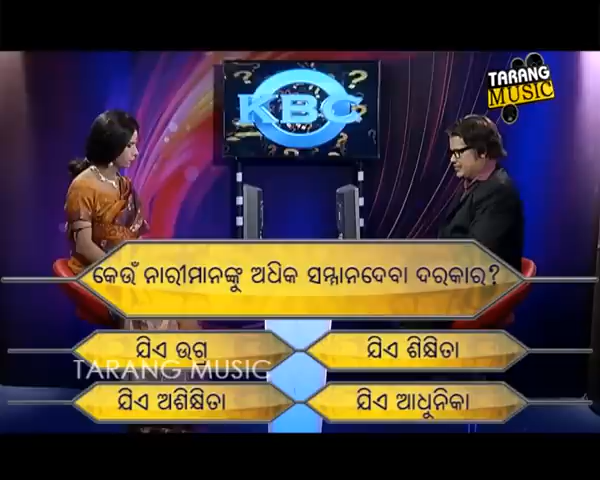 TARANG
MUSIC
KBC
କେଉଁ ନାରୀମାନଙ୍କୁ ଅଧିକ ସମ୍ମାନଦେବା ଦରକାର?
ଯିଏ ଉଗ୍ର
ଯିଏ ଶିକ୍ଷିତା
TARANG MUSIC
ଯିଏ ଅଶିକ୍ଷିତା
ଯିଏ ଆଧୁନିକା